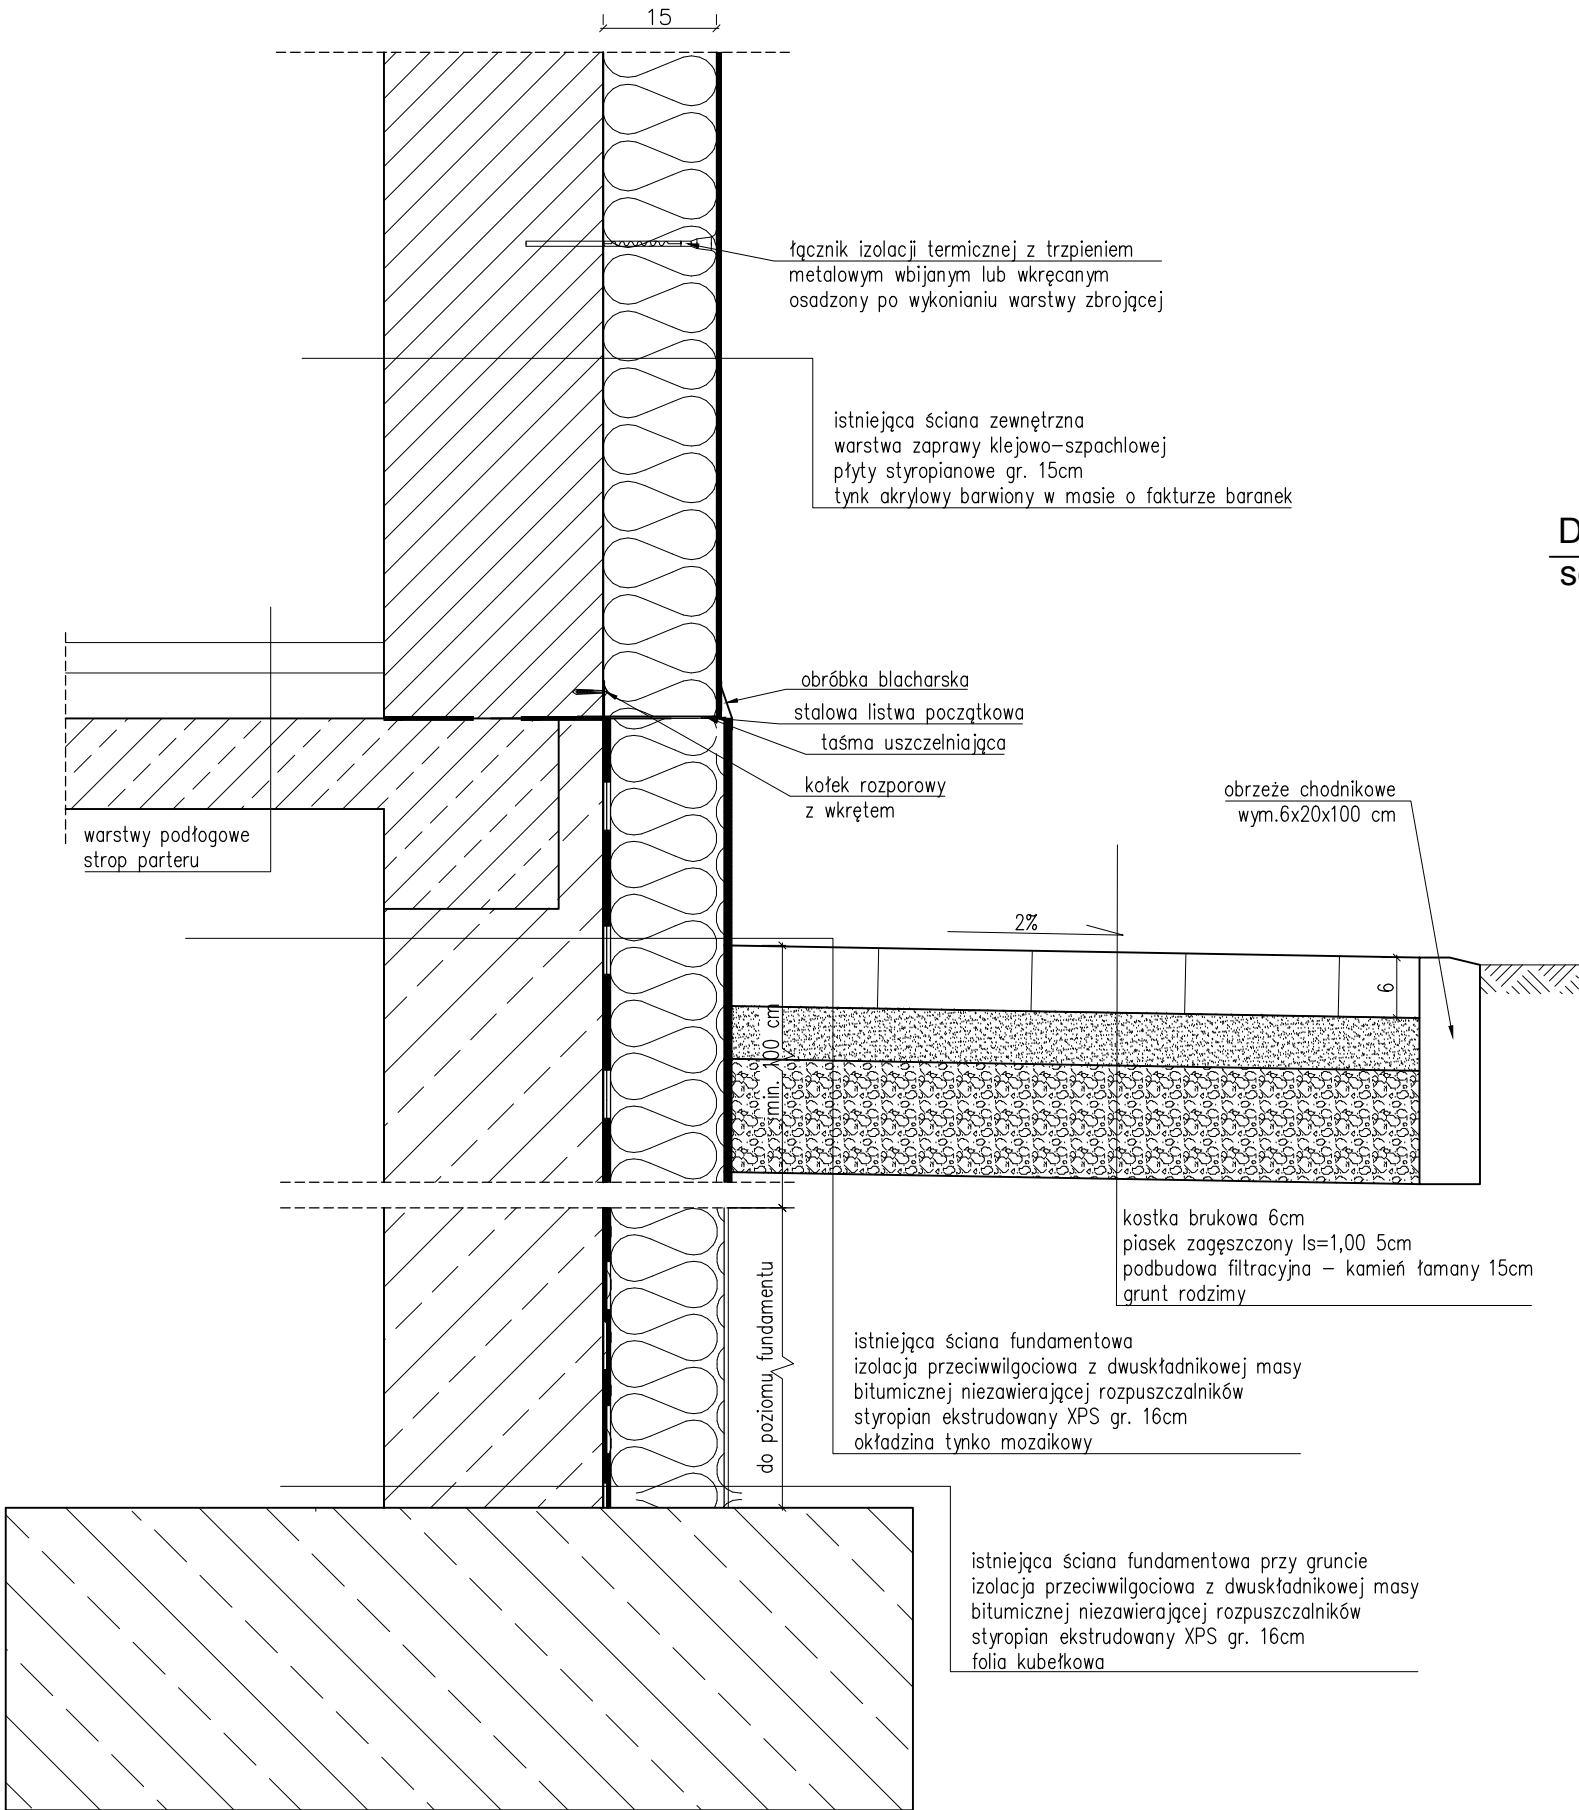 15
łącznik izolacji termicznej z trzpieniem
metalowym wbijanym lub wkręcanym
osadzony po wykonianiu warstwy zbrojącej
istniejąca ściana zewnętrzna
warstwa zaprawy klejowo-szpachlowej
płyty styropianowe gr. 15cm
tynk akrylowy barwiony w masie o fakturze baranek
obróbka blacharska
stalowa listwa początkowa
taśma uszczelniająca
kołek rozporowy
z wkrętem
warstwy podłogowe
strop parteru
obrzeże chodnikowe
wym.6x20x100 cm
2%
6
min. 100 cm
kostka brukowa 6cm
piasek zagęszczony Is=1,00 5cm
podbudowa filtracyjna – kamień łamany 15cm
grunt rodzimy
do poziomu fundamentu
istniejąca ściana fundamentowa
izolacja przeciwwilgociowa z dwuskładnikowej masy
bitumicznej niezawierającej rozpuszczalników
styropian ekstrudowany XPS gr. 16cm
okładzina tynko mozaikowy
istniejąca ściana fundamentowa przy gruncie
izolacja przeciwwilgociowa z dwuskładnikowej masy
bitumicznej niezawierającej rozpuszczalników
styropian ekstrudowany XPS gr. 16cm
folia kubełkowa